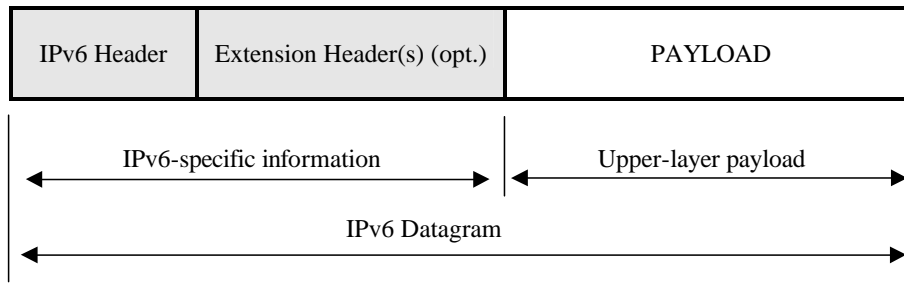 IPv6 Header
Extension Header(s) (opt.)
PAYLOAD
IPv6-specific information
Upper-layer payload
IPv6 Datagram